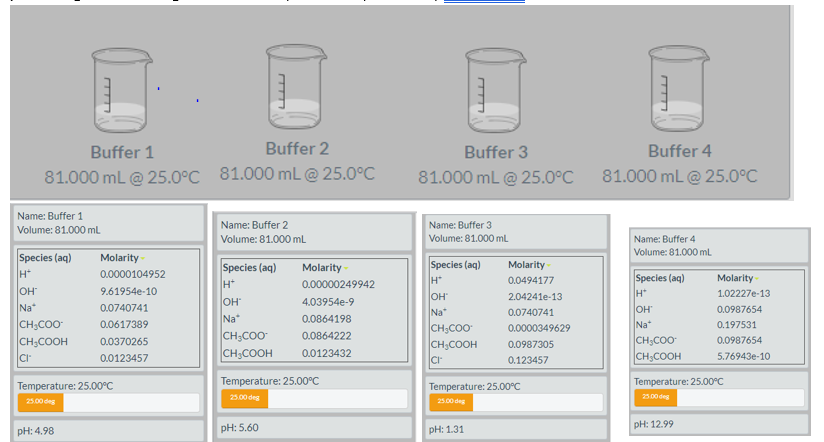 Buffer 1
81.000 mL @ 25.0°C
Buffer 2
81.000 mL @ 25.0°C
Buffer 3
81.000 mL @ 25.0°C
Buffer 4
81.000 mL @ 25.0°C
Name: Buffer 1
Volume: 81.000 mL
Species (aq) Molarity
H⁺ 0.0000104952
OH⁻ 9.61954e-10
Na⁺ 0.0740741
CH₃COO⁻ 0.0617389
CH₃COOH 0.0370265
Cl⁻ 0.0123457
Temperature: 25.00°C
25.00 deg
pH: 4.98
Name: Buffer 2
Volume: 81.000 mL
Species (aq) Molarity
H⁺ 0.00000249942
OH⁻ 4.03954e-9
Na⁺ 0.0864198
CH₃COO⁻ 0.0864222
CH₃COOH 0.0123432
Temperature: 25.00°C
25.00 deg
pH: 5.60
Name: Buffer 3
Volume: 81.000 mL
Species (aq) Molarity
H⁺ 0.0494177
OH⁻ 2.04241e-13
Na⁺ 0.0740741
CH₃COO⁻ 0.0000349629
CH₃COOH 0.0987305
Cl⁻ 0.123457
Temperature: 25.00°C
25.00 deg
pH: 1.31
Name: Buffer 4
Volume: 81.000 mL
Species (aq) Molarity
H⁺ 1.02227e-13
OH⁻ 0.0987654
Na⁺ 0.197531
CH₃COO⁻ 0.0987654
CH₃COOH 5.76943e-10
Temperature: 25.00°C
25.00 deg
pH: 12.99